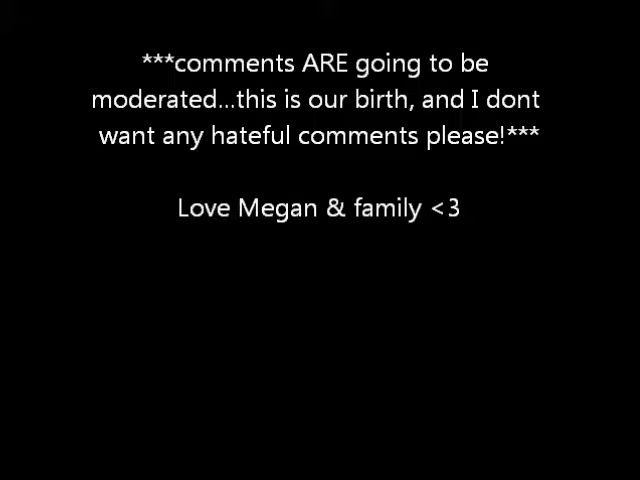 ***comments ARE going to be
moderated...this is our birth, and I dont
want any hateful comments please!***
Love Megan & family <3